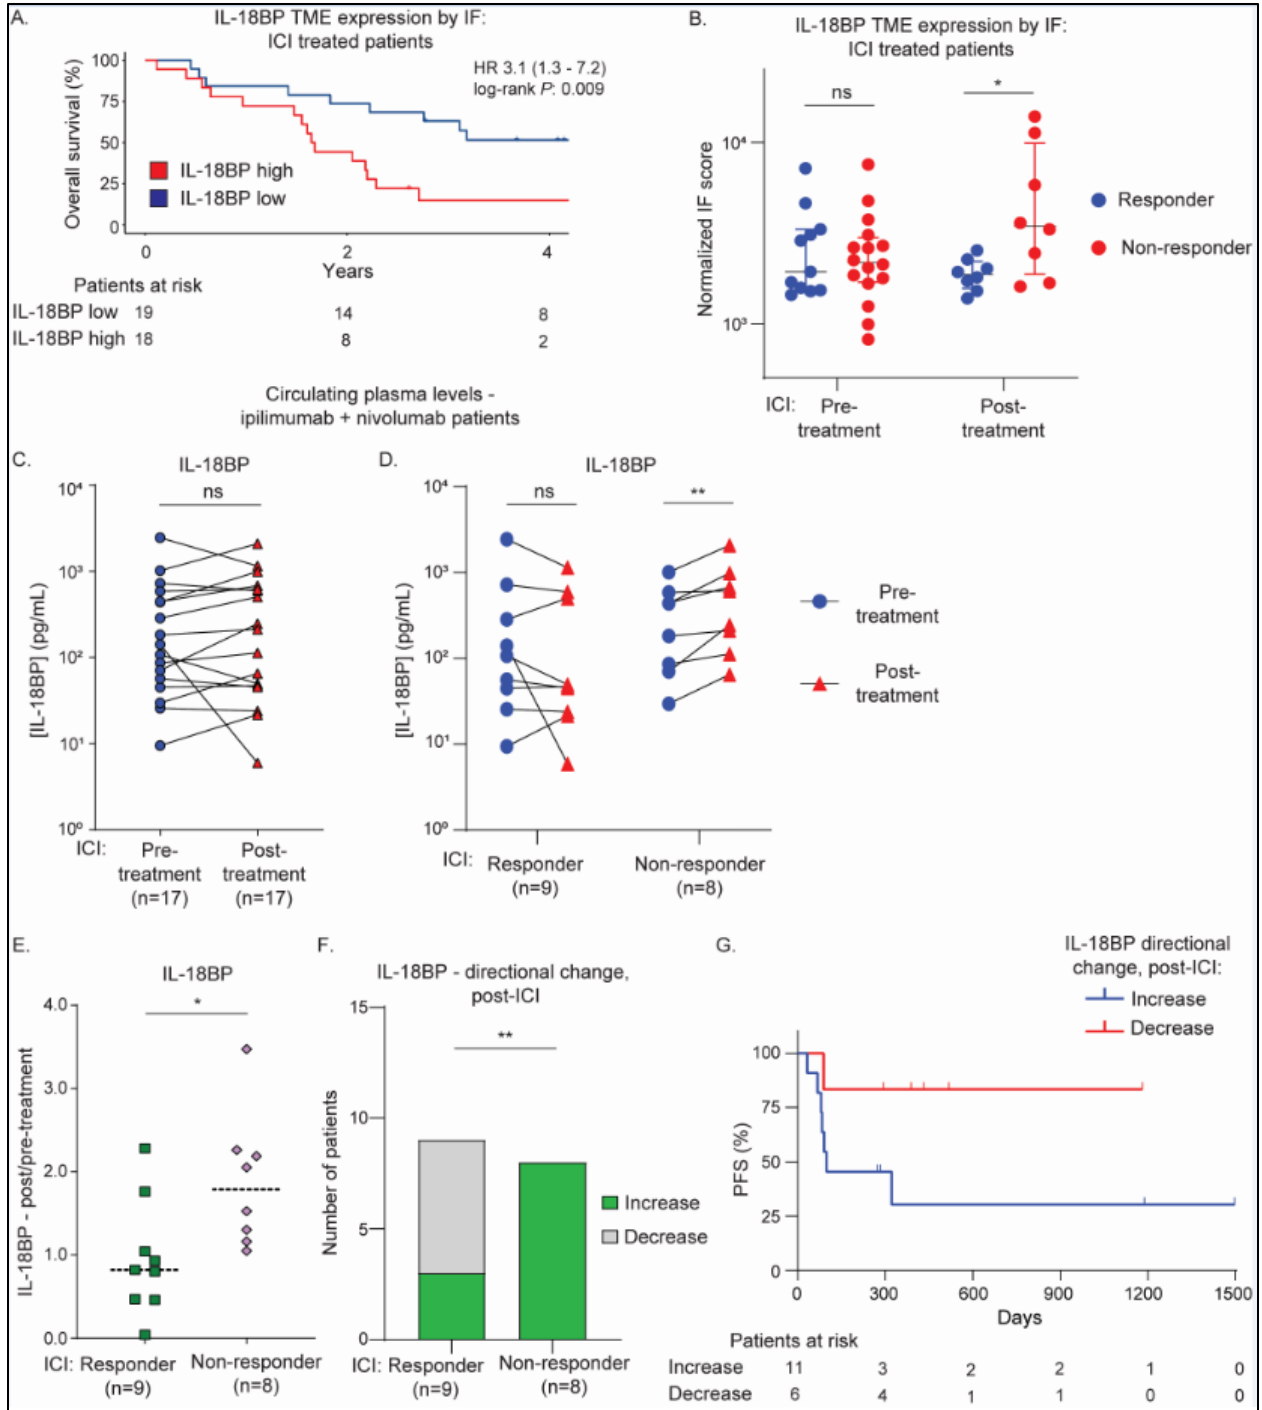 A.
IL-18BP TME expression by IF:
ICI treated patients
HR 3.1 (1.3 - 7.2)
log-rank P: 0.009
Overall survival (%)
100
75
50
25
0
IL-18BP high
IL-18BP low
0 2 4
Years
Patients at risk
IL-18BP low 19 14 8
IL-18BP high 18 8 2
B.
IL-18BP TME expression by IF:
ICI treated patients
ns *
Normalized IF score
10⁴
10³
Responder
Non-responder
ICI: Pre-treatment Post-treatment
Circulating plasma levels -
ipilimumab + nivolumab patients
C.
IL-18BP
ns
[IL-18BP] (pg/mL)
10⁴
10³
10²
10¹
10⁰
ICI: Pre-treatment (n=17) Post-treatment (n=17)
D.
IL-18BP
ns **
[IL-18BP] (pg/mL)
10⁴
10³
10²
10¹
10⁰
ICI: Responder (n=9) Non-responder (n=8)
Pre-treatment
Post-treatment
E.
IL-18BP
*
IL-18BP - post/pre-treatment
4.0
3.0
2.0
1.0
0.0
ICI: Responder (n=9) Non-responder (n=8)
F.
IL-18BP - directional change,
post-ICI
**
Number of patients
15
10
5
0
Increase
Decrease
ICI: Responder (n=9) Non-responder (n=8)
G.
IL-18BP directional
change, post-ICI:
Increase
Decrease
PFS (%)
100
75
50
25
0
0 300 600 900 1200 1500
Days
Patients at risk
Increase 11 3 2 2 1 0
Decrease 6 4 1 1 0 0